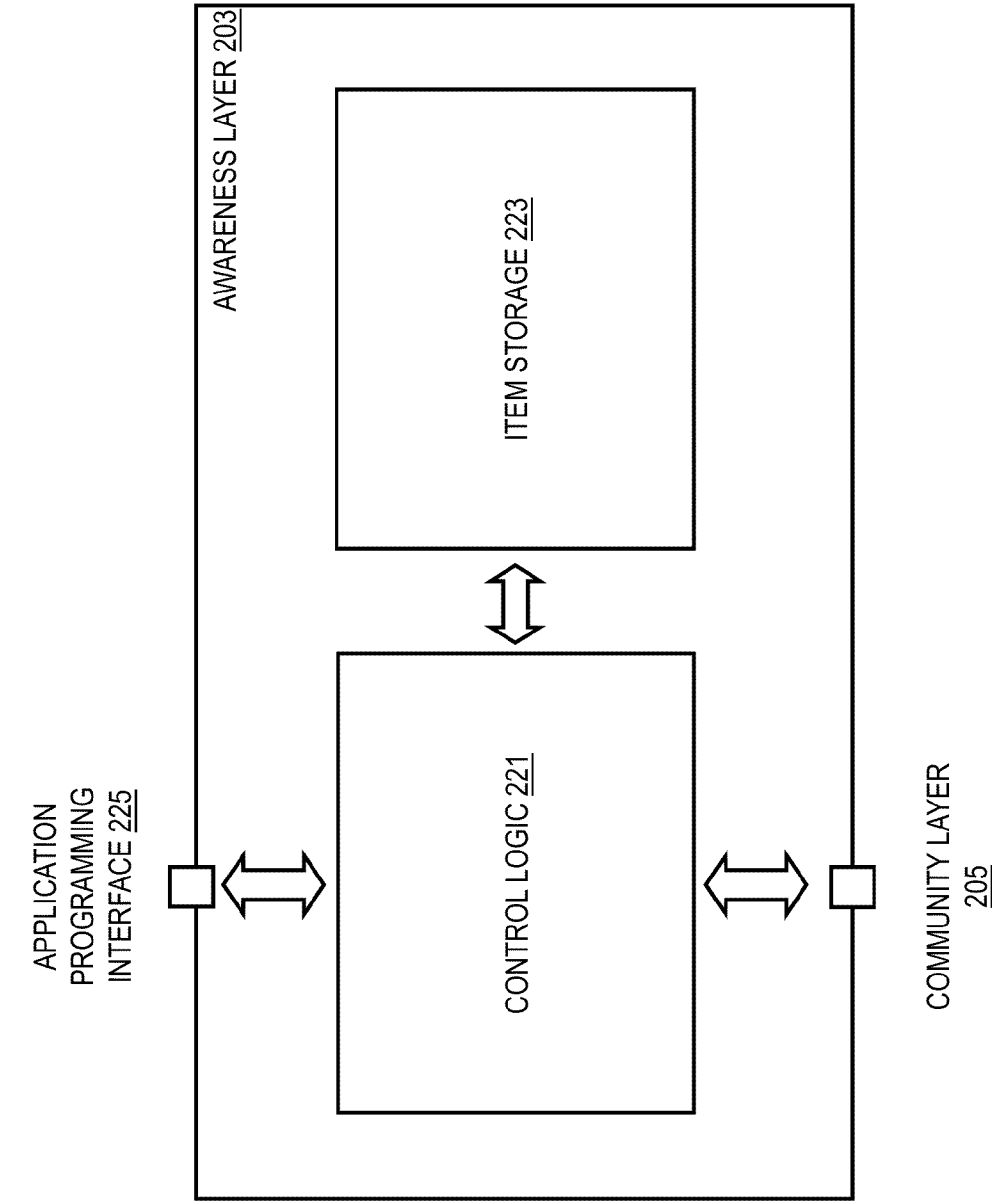 AWARENESS LAYER 203
APPLICATION
PROGRAMMING
INTERFACE 225
CONTROL LOGIC 221
ITEM STORAGE 223
COMMUNITY LAYER
205